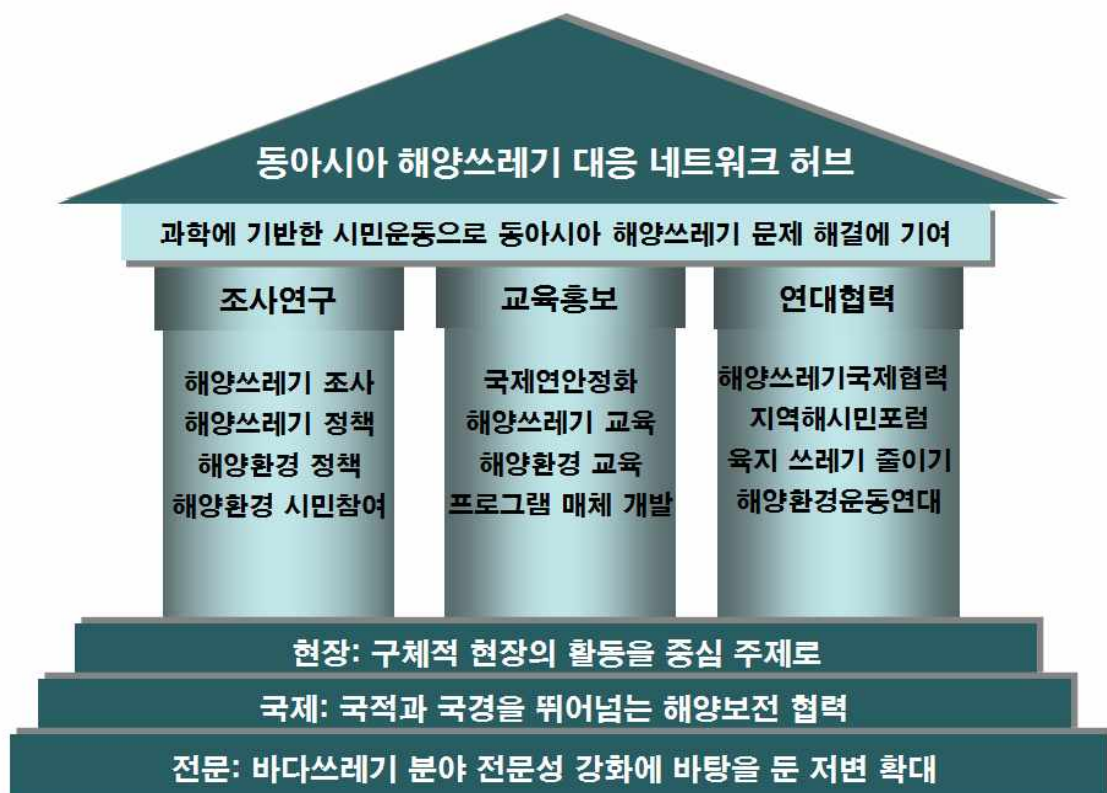 동아시아 해양쓰레기 대응 네트워크 허브
과학에 기반한 시민운동으로 동아시아 해양쓰레기 문제 해결에 기여
조사연구
해양쓰레기 조사
해양쓰레기 정책
해양환경 정책
해양환경 시민참여
교육홍보
국제연안정화
해양쓰레기 교육
해양환경 교육
프로그램 매체 개발
연대협력
해양쓰레기국제협력
지역해시민포럼
육지 쓰레기 줄이기
해양환경운동연대
현장: 구체적 현장의 활동을 중심 주제로
국제: 국적과 국경을 뛰어넘는 해양보전 협력
전문: 바다쓰레기 분야 전문성 강화에 바탕을 둔 저변 확대